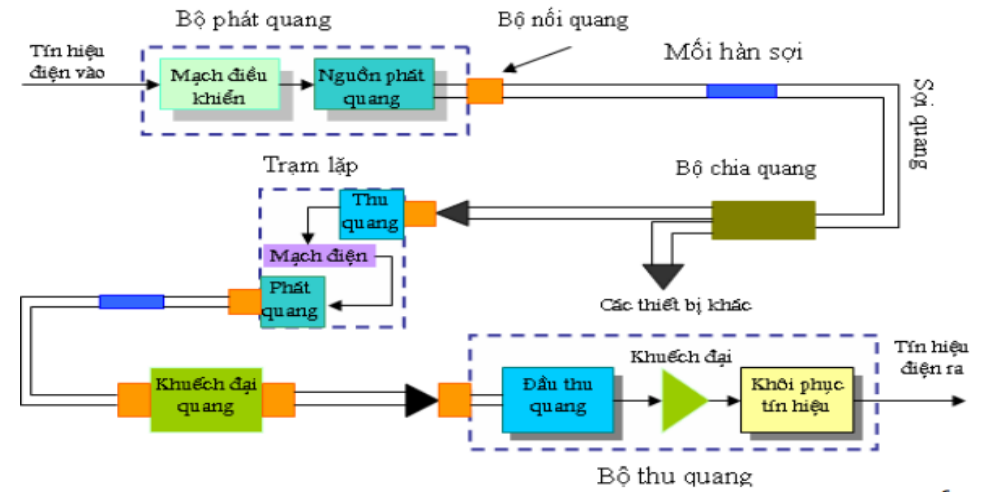 Bộ phát quang
Bộ nối quang
Tín hiệu
điện vào
Mạch điều
khiển
Nguồn phát
quang
Mối hàn sợi
Sợi quang
Trạm lặp
Bộ chia quang
Thu
quang
Mạch điện
Phát
quang
Các thiết bị khác
Khuếch đại
quang
Đầu thu
quang
Khuếch đại
Khôi phục
tín hiệu
Tín hiệu
điện ra
Bộ thu quang